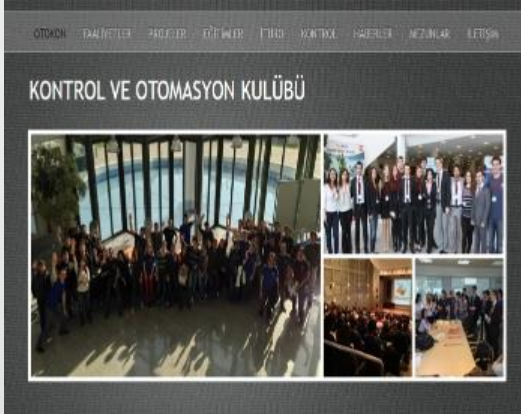 OTOKON FAALİYETLER PROJELER EĞİTİMLER İTÜRO KONTROL HABERLER MEZUNLAR İLETİŞİM
KONTROL VE OTOMASYON KULÜBÜ